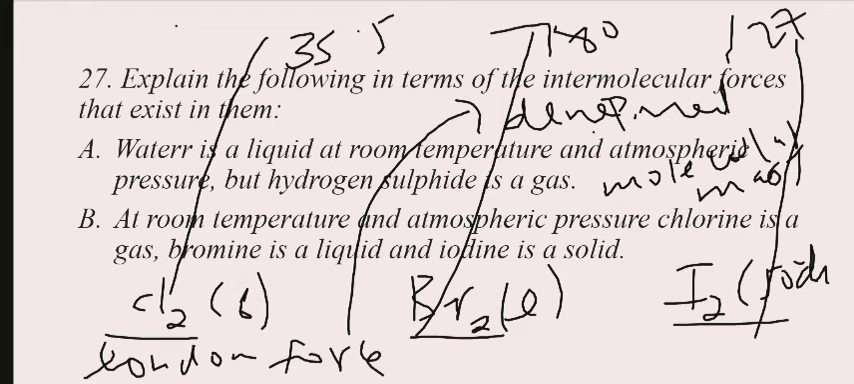 35.5 80 127
27. Explain the following in terms of the intermolecular forces
that exist in them:
A. Waterr is a liquid at room temperature and atmospheric
pressure, but hydrogen sulphide is a gas.
molecular
mass
B. At room temperature and atmospheric pressure chlorine is a
gas, bromine is a liquid and iodine is a solid.
Cl2 Br2 (l) I2
london force